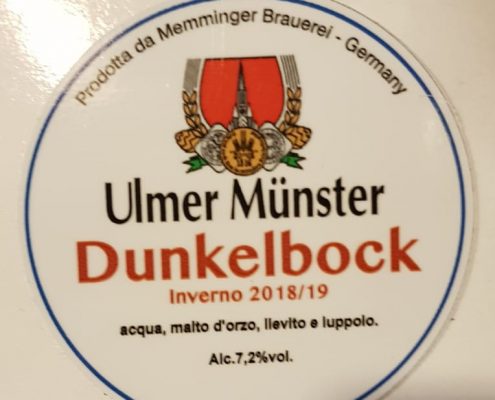 Prodotta da Memminger Brauerei - Germany
Ulmer Münster
Dunkelbock
Inverno 2018/19
acqua, malto d'orzo, lievito e luppolo.
Alc.7,2%vol.